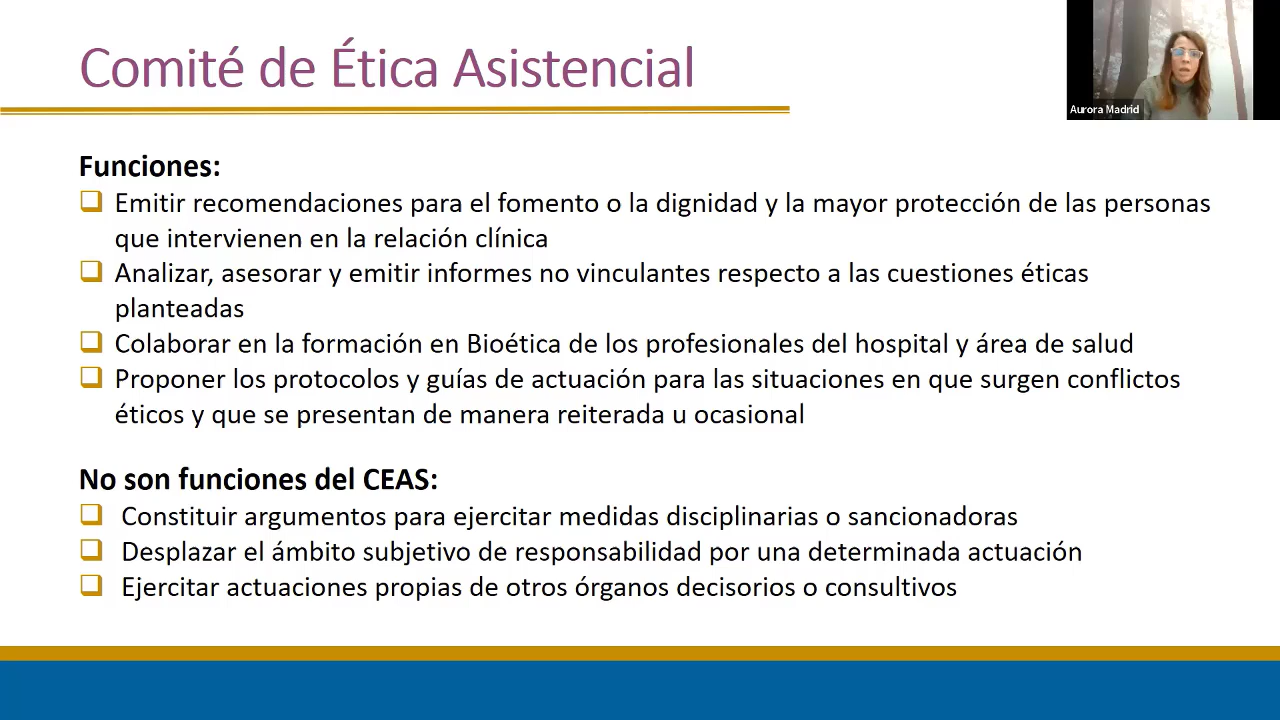 Comité de Ética Asistencial
Aurora Madrid
Funciones:
Emitir recomendaciones para el fomento o la dignidad y la mayor protección de las personas
que intervienen en la relación clínica
Analizar, asesorar y emitir informes no vinculantes respecto a las cuestiones éticas
planteadas
Colaborar en la formación en Bioética de los profesionales del hospital y área de salud
Proponer los protocolos y guías de actuación para las situaciones en que surgen conflictos
éticos y que se presentan de manera reiterada u ocasional
No son funciones del CEAS:
Constituir argumentos para ejercitar medidas disciplinarias o sancionadoras
Desplazar el ámbito subjetivo de responsabilidad por una determinada actuación
Ejercitar actuaciones propias de otros órganos decisorios o consultivos